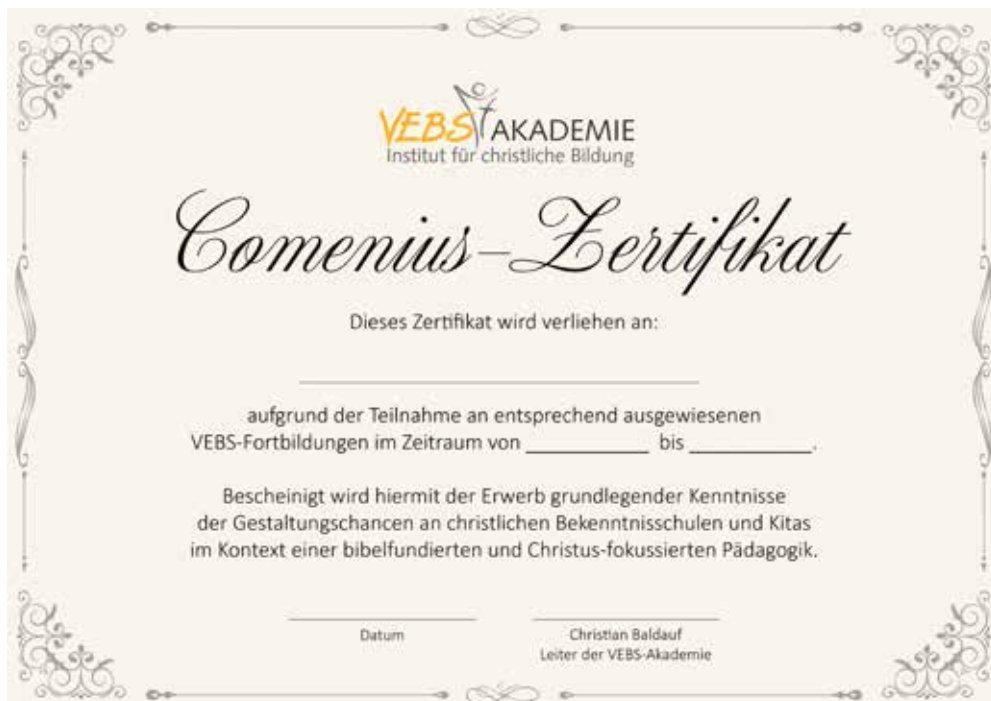 VEBS AKADEMIE
Institut für christliche Bildung
Comenius-Zertifikat
Dieses Zertifikat wird verliehen an:
aufgrund der Teilnahme an entsprechend ausgewiesenen
VEBS-Fortbildungen im Zeitraum von __________ bis __________.
Bescheinigt wird hiermit der Erwerb grundlegender Kenntnisse
der Gestaltungschancen an christlichen Bekenntnisschulen und Kitas
im Kontext einer bibelfundierten und Christus-fokussierten Pädagogik.
Datum
Christian Baldauf
Leiter der VEBS-Akademie